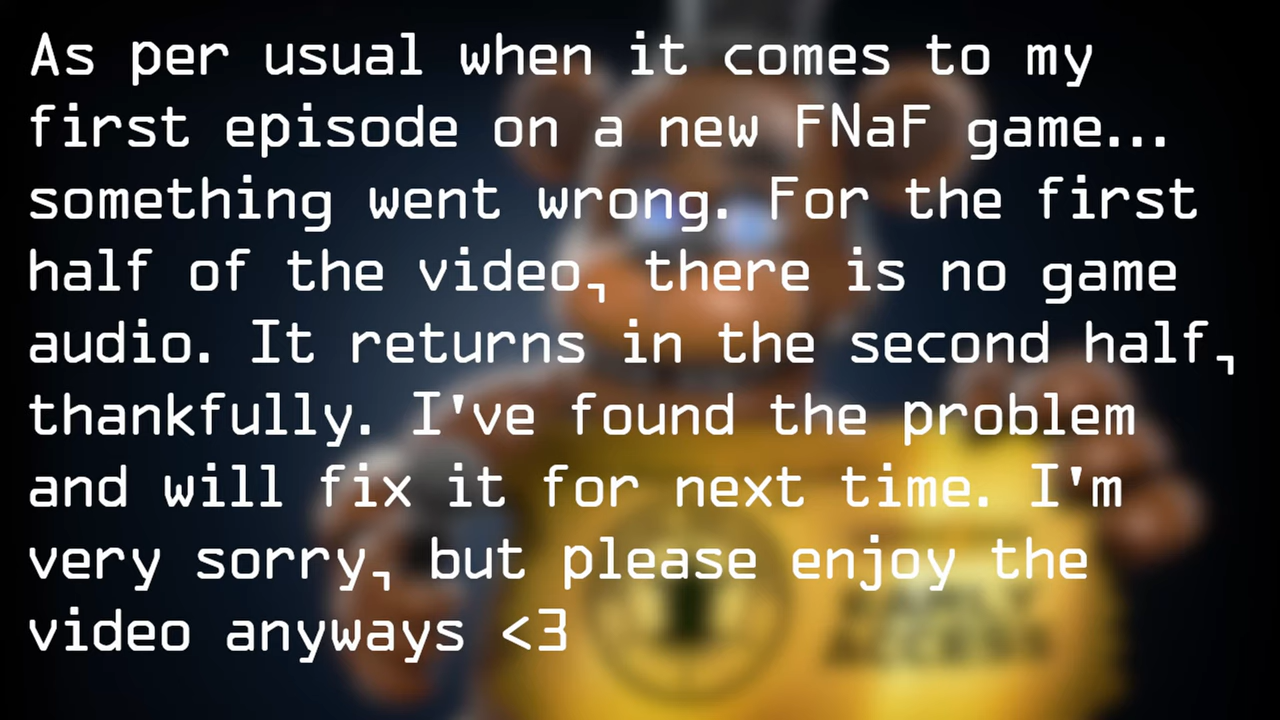 As per usual when it comes to my
first episode on a new FNaF game...
something went wrong. For the first
half of the video, there is no game
audio. It returns in the second half,
thankfully. I've found the problem
and will fix it for next time. I'm
very sorry, but please enjoy the
video anyways <3
EARLY
ACCESS